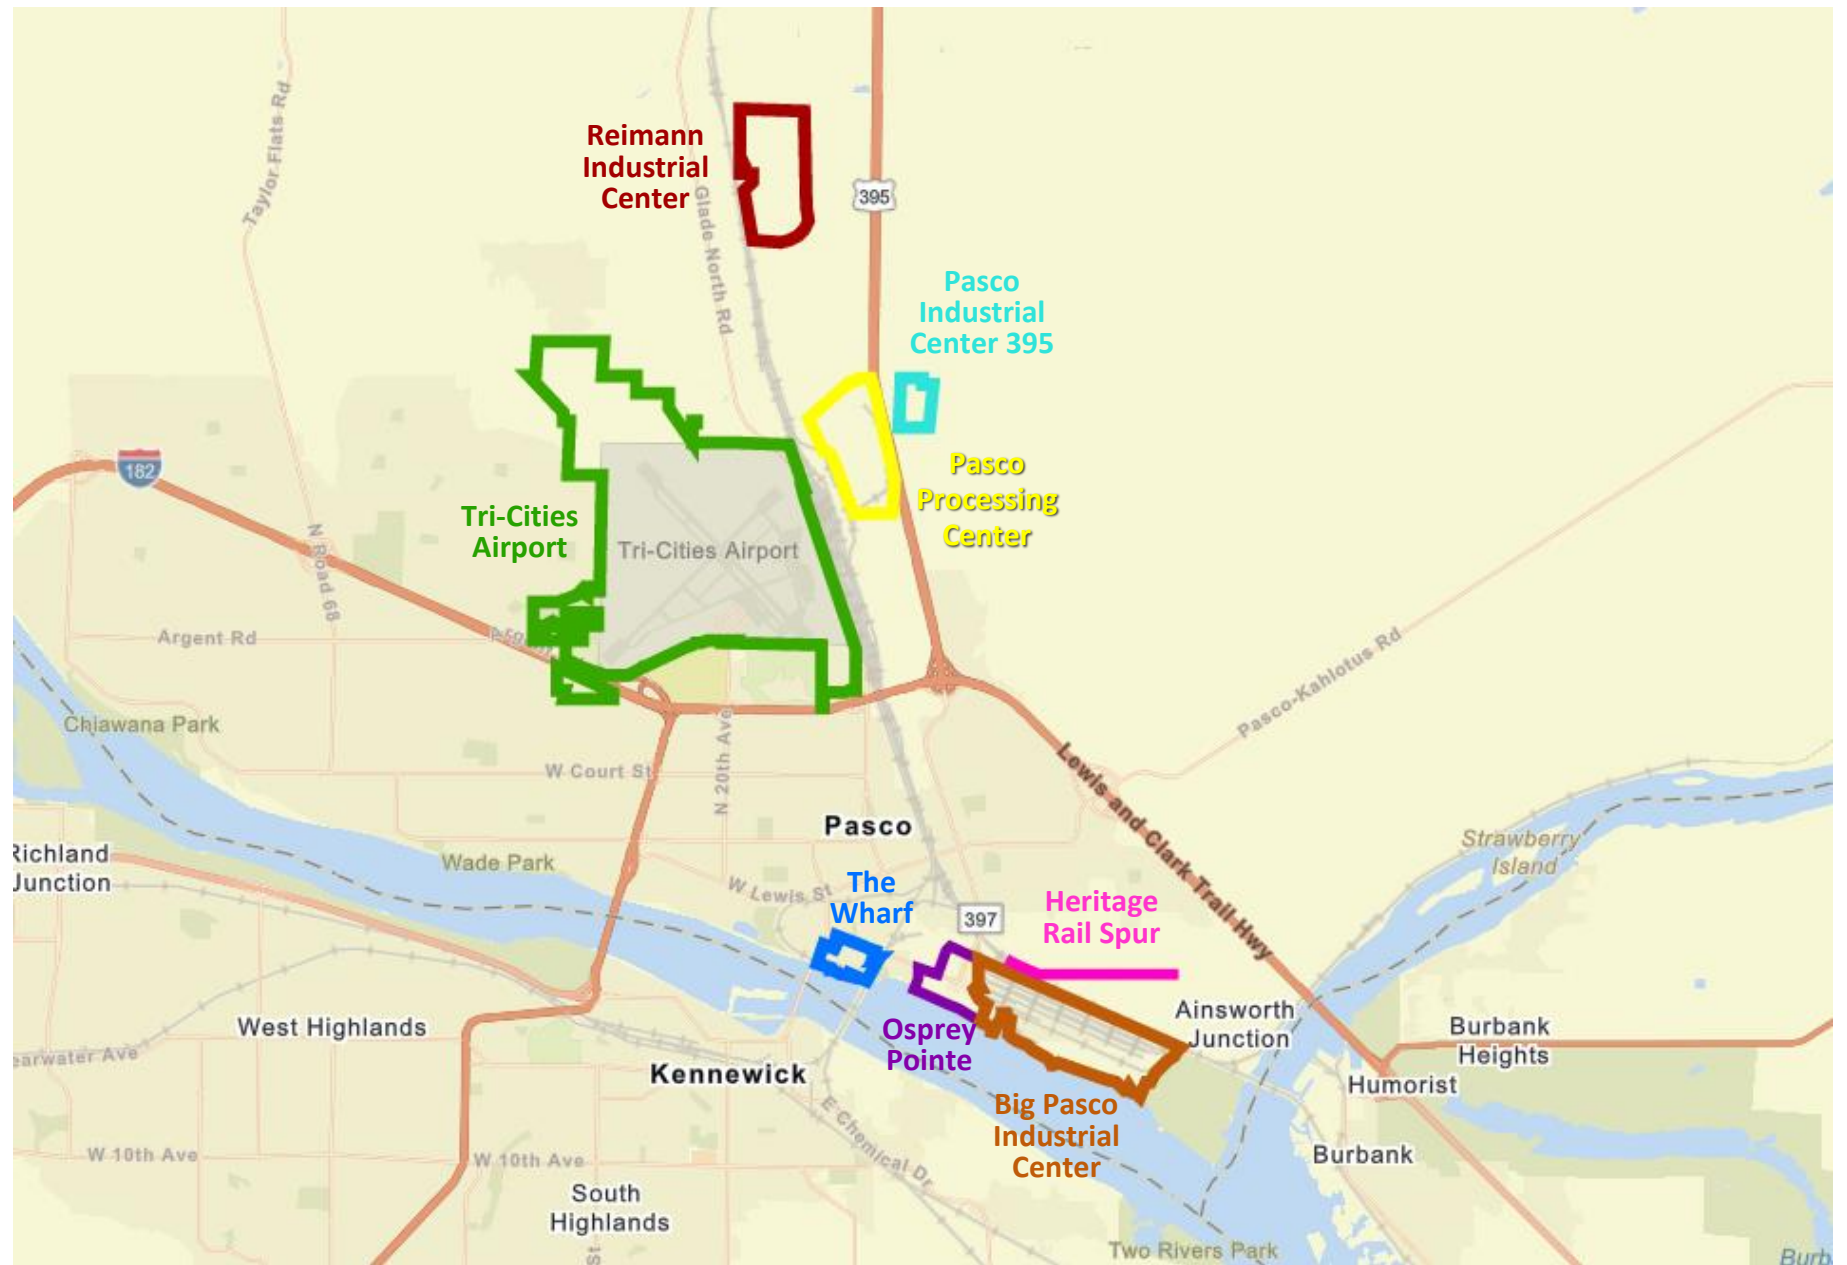 Taylor Flats Rd
Reimann
Industrial
Center
Glade North Rd
395
Pasco
Industrial
Center 395
182
Tri-Cities
Airport
Tri-Cities Airport
Pasco
Processing
Center
N Road 68
Argent Rd
Chiawana Park
W Court St
N 20th Ave
Pasco-Kahlotus Rd
Lewis and Clark Trail Hwy
Pasco
Richland
Junction
Wade Park
W Lewis St
The
Wharf
397
Heritage
Rail Spur
Strawberry
Island
West Highlands
Osprey
Pointe
Ainsworth
Junction
Burbank
Heights
Kennewick
Humorist
Big Pasco
Industrial
Center
E Chemical Dr
W 10th Ave
W 10th Ave
Burbank
South
Highlands
St
Two Rivers Park